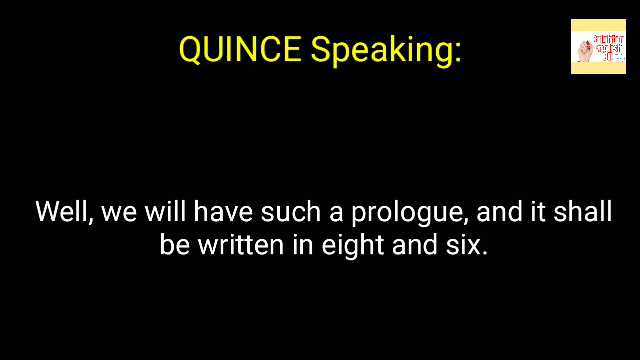 QUINCE Speaking:
Well, we will have such a prologue, and it shall
be written in eight and six.